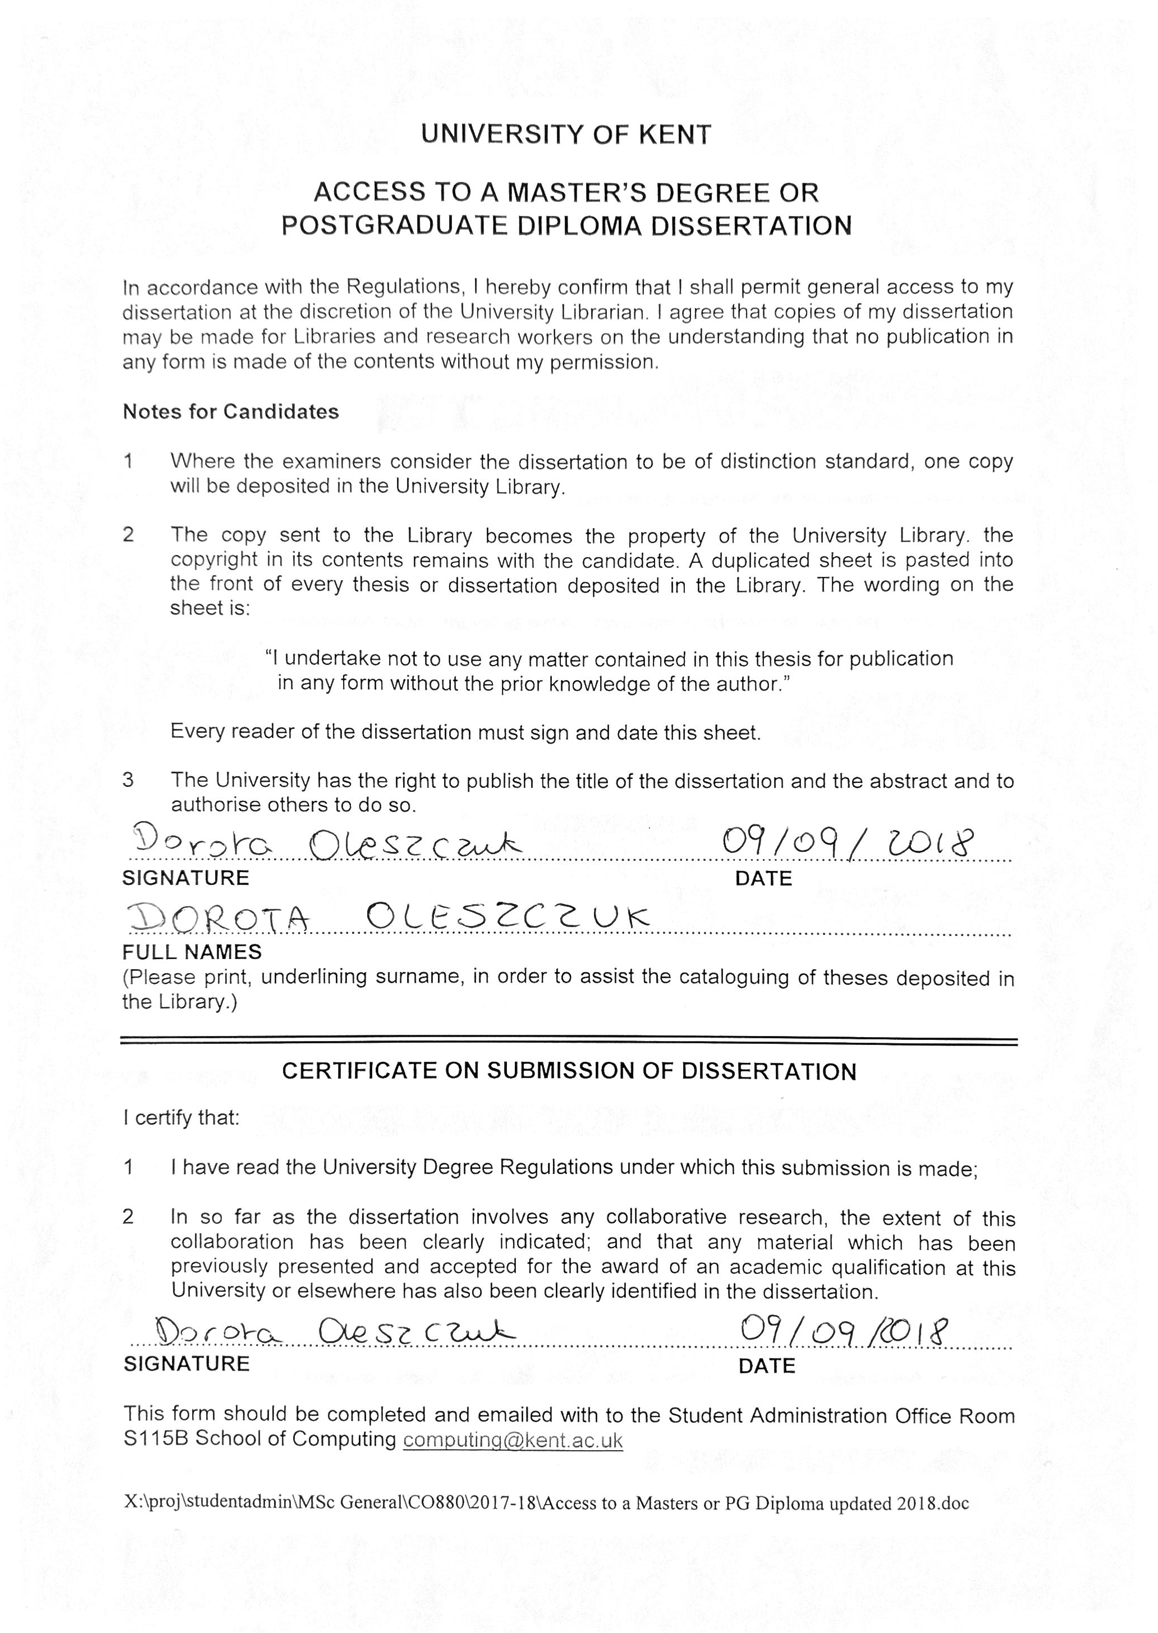 UNIVERSITY OF KENT
ACCESS TO A MASTER'S DEGREE OR
POSTGRADUATE DIPLOMA DISSERTATION
In accordance with the Regulations, I hereby confirm that I shall permit general access to my
dissertation at the discretion of the University Librarian. I agree that copies of my dissertation
may be made for Libraries and research workers on the understanding that no publication in
any form is made of the contents without my permission.
Notes for Candidates
1 Where the examiners consider the dissertation to be of distinction standard, one copy
will be deposited in the University Library.
2 The copy sent to the Library becomes the property of the University Library. the
copyright in its contents remains with the candidate. A duplicated sheet is pasted into
the front of every thesis or dissertation deposited in the Library. The wording on the
sheet is:
“I undertake not to use any matter contained in this thesis for publication
in any form without the prior knowledge of the author.”
Every reader of the dissertation must sign and date this sheet.
3 The University has the right to publish the title of the dissertation and the abstract and to
authorise others to do so.
Dorota Oleszczuk 09/09/2018
SIGNATURE DATE
DOROTA OLESZCZUK
FULL NAMES
(Please print, underlining surname, in order to assist the cataloguing of theses deposited in
the Library.)
CERTIFICATE ON SUBMISSION OF DISSERTATION
I certify that:
1 I have read the University Degree Regulations under which this submission is made;
2 In so far as the dissertation involves any collaborative research, the extent of this
collaboration has been clearly indicated; and that any material which has been
previously presented and accepted for the award of an academic qualification at this
University or elsewhere has also been clearly identified in the dissertation.
Dorota Oleszczuk 09/09/2018
SIGNATURE DATE
This form should be completed and emailed with to the Student Administration Office Room
S115B School of Computing computing@kent.ac.uk
X:\proj\studentadmin\MSc General\CO880\2017-18\Access to a Masters or PG Diploma updated 2018.doc